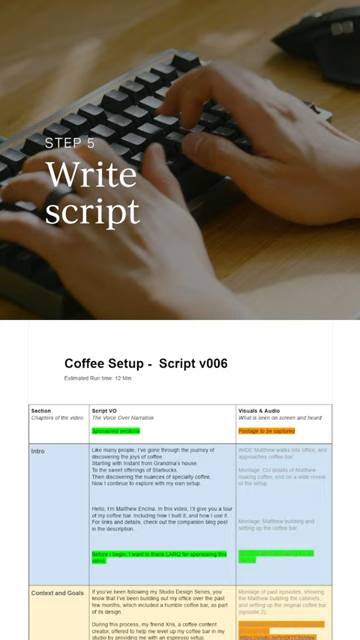 STEP 5
Write
script
Coffee Setup - Script v006
Estimated Run time: 12 Min
Section
Chapters of the video
Script VO
The Voice Over Narration
Sponsored sections
Visuals & Audio
What is seen on screen and heard
Footage to be captured
Intro
Like many people, I've gone through the journey of
discovering the joys of coffee.
Starting with Instant from Grandma's house.
To the sweet offerings of Starbucks.
Then discovering the nuances of specialty coffee.
Now I continue to explore with my own setup.
WIDE: Matthew walks into office, and
approaches coffee bar.
Montage: CU details of Matthew
making coffee, end on a wide reveal
of the setup.
Hello, I'm Matthew Encina. In this video, I'll give you a tour
of my coffee bar. Including how I built it, and how I use it.
For links and details, check out the companion blog post
in the description.
Montage: Matthew building and
setting up the coffee bar.
Before I begin, I want to thank LARQ for sponsoring this
video.
Context and Goals
If you've been following my Studio Design Series, you
know that I've been building out my office over the past
few months, which included a humble coffee bar, as part
of its design.
Montage of past episodes, showing
the Matthew building the cabinets,
and setting up the original coffee bar
(episode 2).
During this process, my friend Kris, a coffee content
creator, offered to help me level up my coffee bar in my
studio by providing me with an espresso setup.